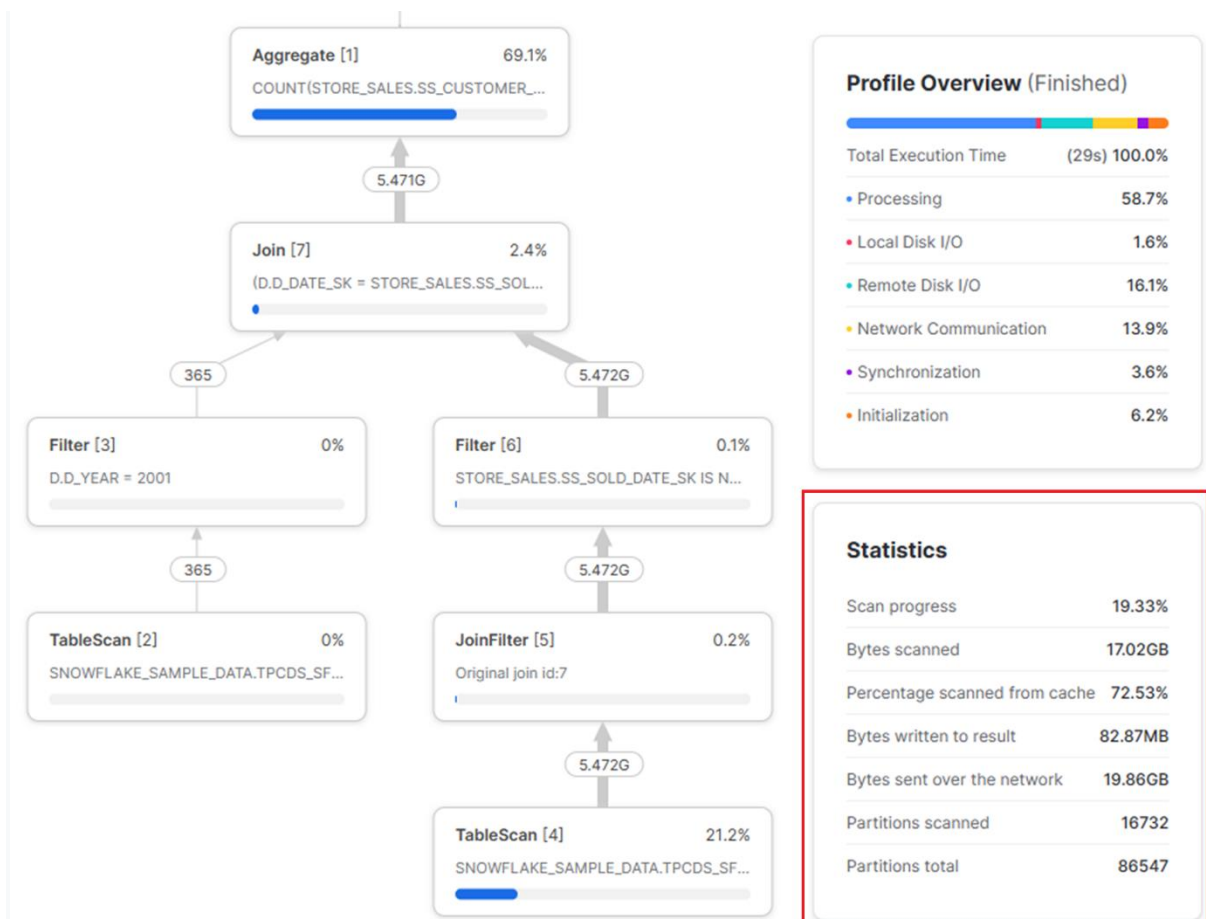 Aggregate [1] 69.1%
COUNT(STORE_SALES.SS_CUSTOMER_...
5.471G
Join [7] 2.4%
(D.D_DATE_SK = STORE_SALES.SS_SOL...
365
5.472G
Filter [3] 0%
D.D_YEAR = 2001
Filter [6] 0.1%
STORE_SALES.SS_SOLD_DATE_SK IS N...
365
5.472G
TableScan [2] 0%
SNOWFLAKE_SAMPLE_DATA.TPCDS_SF...
JoinFilter [5] 0.2%
Original join id:7
5.472G
TableScan [4] 21.2%
SNOWFLAKE_SAMPLE_DATA.TPCDS_SF...
Profile Overview (Finished)
Total Execution Time (29s) 100.0%
• Processing 58.7%
• Local Disk I/O 1.6%
• Remote Disk I/O 16.1%
• Network Communication 13.9%
• Synchronization 3.6%
• Initialization 6.2%
Statistics
Scan progress 19.33%
Bytes scanned 17.02GB
Percentage scanned from cache 72.53%
Bytes written to result 82.87MB
Bytes sent over the network 19.86GB
Partitions scanned 16732
Partitions total 86547